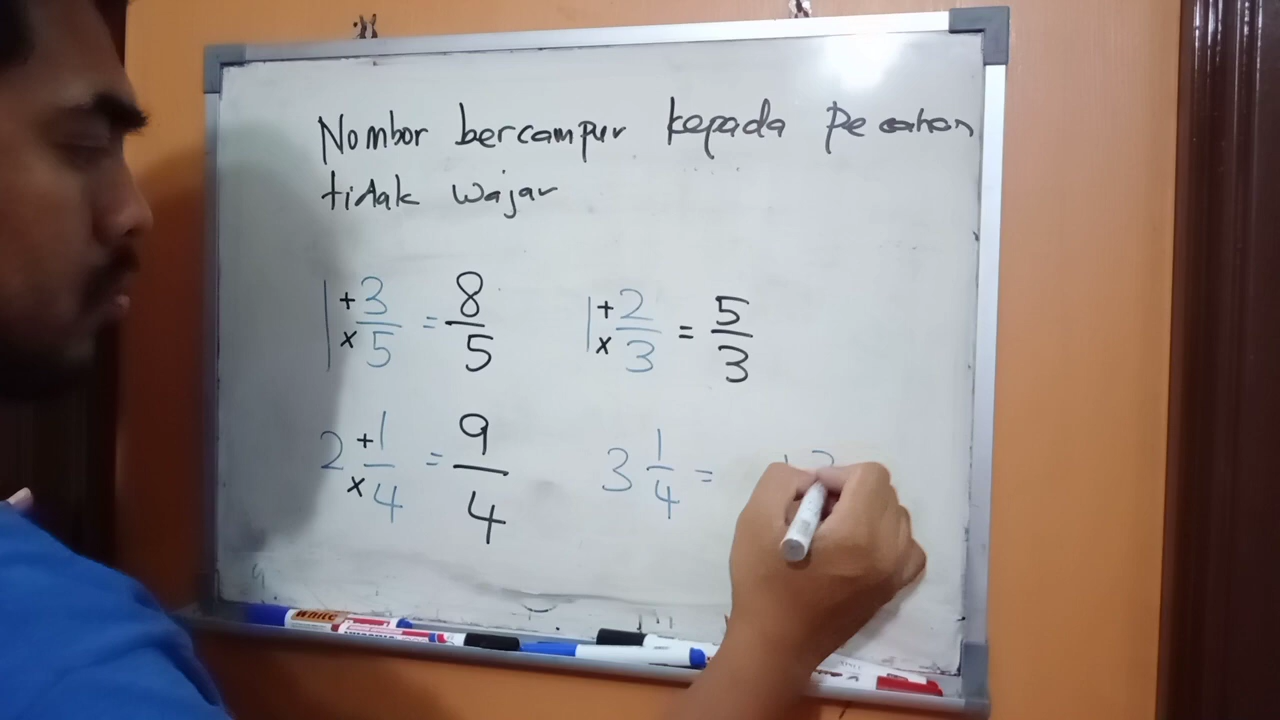 Nombor bercampur kepada Pecahan
tidak wajar
1 + 3/5 × = 8/5
1 + 2/3 × = 5/3
2 + 1/4 × = 9/4
3 1/4 =
White